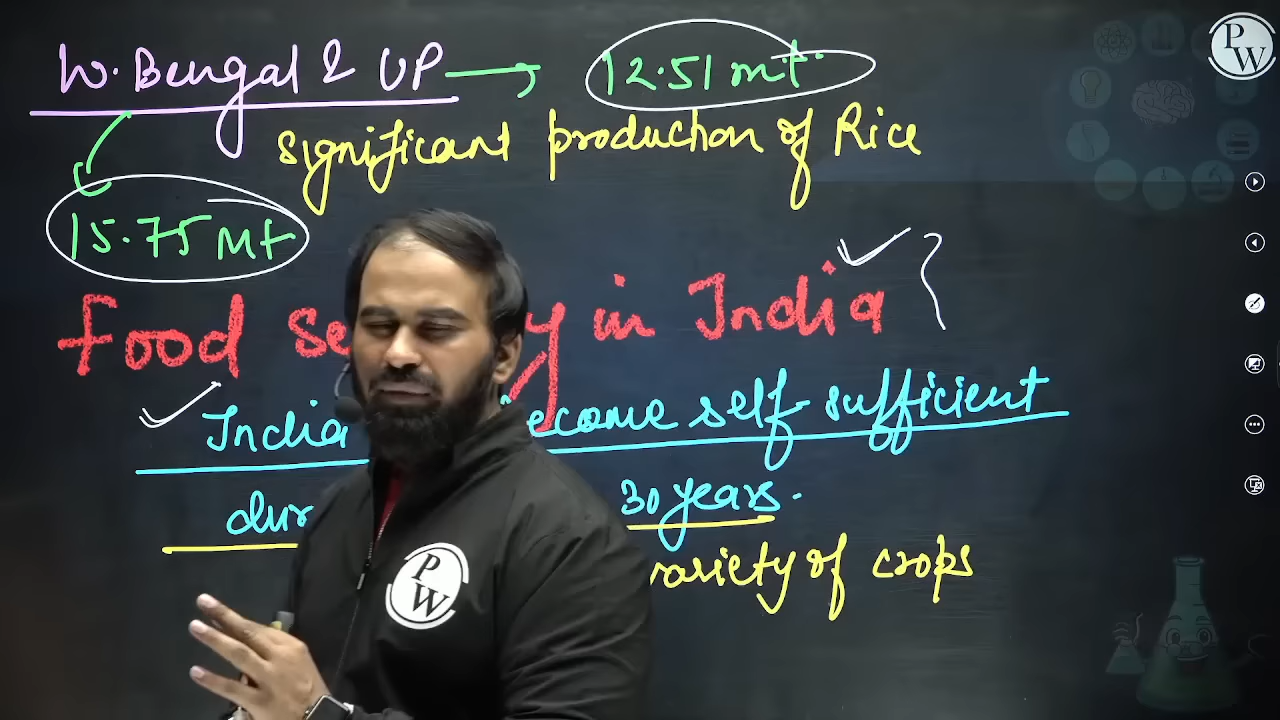 W. Bengal & UP → 12.51 mt.
significant production of Rice
15.75 Mt
Food Se y in India
India ecome self-sufficient
dur 30 years.
variety of crops
P
W
P
W